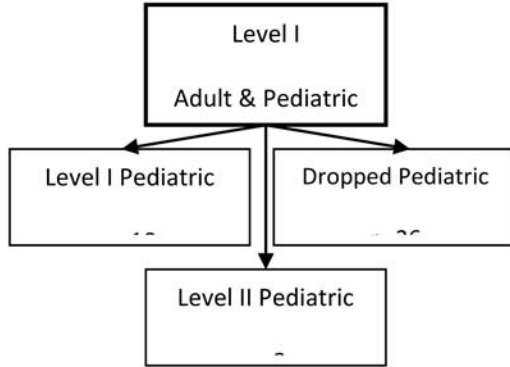 Level I
Adult & Pediatric
Level I Pediatric
Dropped Pediatric
Level II Pediatric